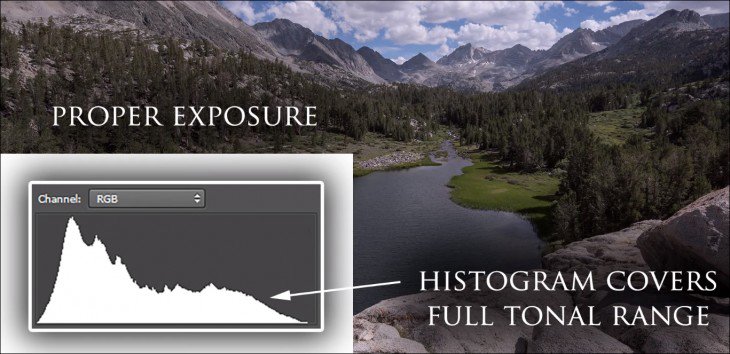 PROPER EXPOSURE
Channel: RGB
HISTOGRAM COVERS
FULL TONAL RANGE